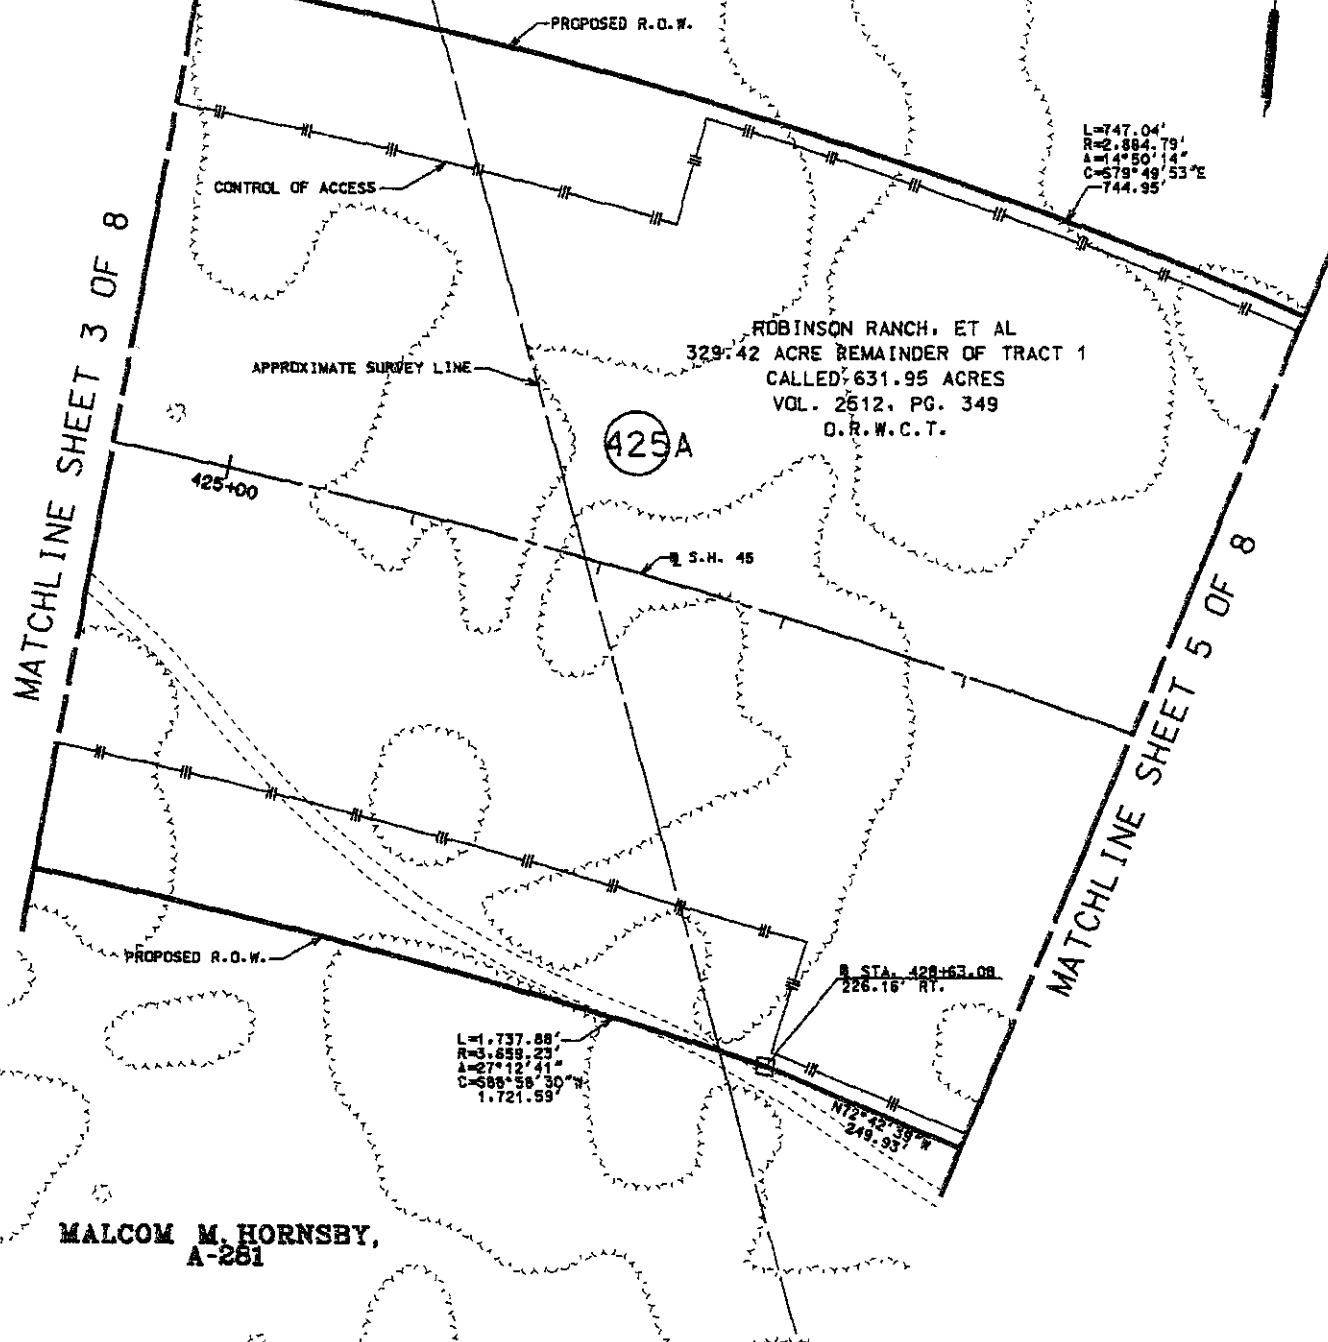 PROPOSED R.O.W.
L=747.04'
R=2,884.79'
Δ=14°50'14"
C=S79°49'53"E
744.95'
CONTROL OF ACCESS
MATCHLINE SHEET 3 OF 8
ROBINSON RANCH, ET AL
329.42 ACRE REMAINDER OF TRACT 1
CALLED 631.95 ACRES
VOL. 2512, PG. 349
O.R.W.C.T.
APPROXIMATE SURVEY LINE
425A
425+00
S.H. 45
MATCHLINE SHEET 5 OF 8
PROPOSED R.O.W.
STA. 428+63.08
226.16' RT.
L=1,737.88'
R=3,659.23'
Δ=27°12'41"
1,721.59'
N72°42'39"W
249.93'
MALCOM M. HORNSBY,
A-281